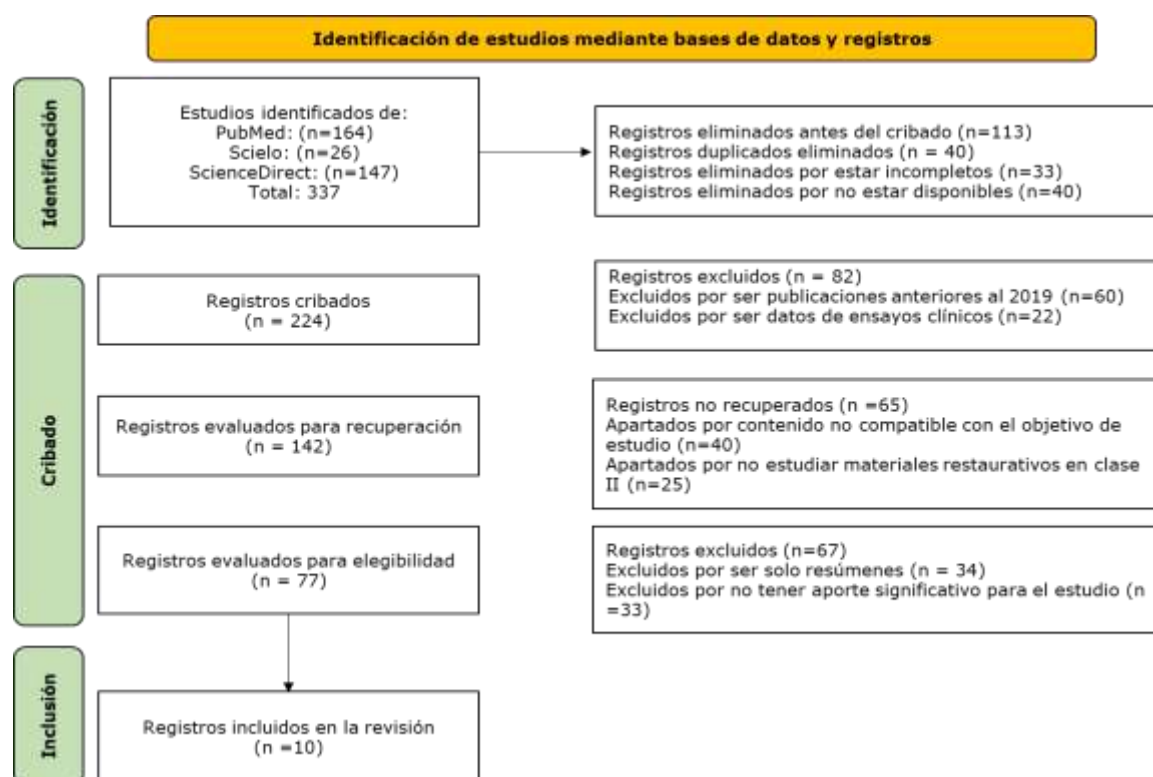 Identificación de estudios mediante bases de datos y registros
Identificación
Estudios identificados de:
PubMed: (n=164)
Scielo: (n=26)
ScienceDirect: (n=147)
Total: 337
Registros eliminados antes del cribado (n=113)
Registros duplicados eliminados (n = 40)
Registros eliminados por estar incompletos (n=33)
Registros eliminados por no estar disponibles (n=40)
Cribado
Registros cribados
(n = 224)
Registros excluidos (n = 82)
Excluidos por ser publicaciones anteriores al 2019 (n=60)
Excluidos por ser datos de ensayos clínicos (n=22)
Registros evaluados para recuperación
(n = 142)
Registros no recuperados (n =65)
Apartados por contenido no compatible con el objetivo de
estudio (n=40)
Apartados por no estudiar materiales restaurativos en clase
II (n=25)
Registros evaluados para elegibilidad
(n = 77)
Registros excluidos (n=67)
Excluidos por ser solo resúmenes (n = 34)
Excluidos por no tener aporte significativo para el estudio (n
=33)
Inclusión
Registros incluidos en la revisión
(n =10)